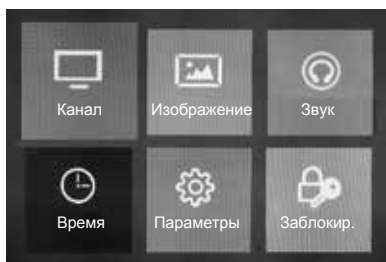 Канал
Изображение
Звук
Время
Параметры
Заблокир.